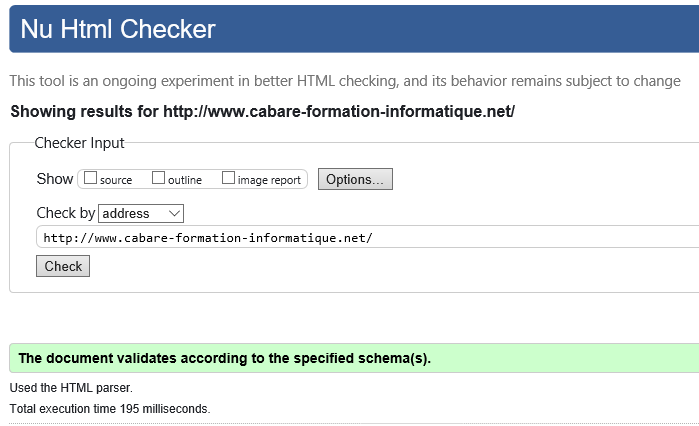 Nu Html Checker
This tool is an ongoing experiment in better HTML checking, and its behavior remains subject to change
Showing results for http://www.cabare-formation-informatique.net/
Checker Input
Show source outline image report Options...
Check by address
http://www.cabare-formation-informatique.net/
Check
The document validates according to the specified schema(s).
Used the HTML parser.
Total execution time 195 milliseconds.